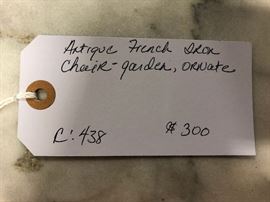 Antique French Iron
Chair - garden, ornate
R: 438 $300